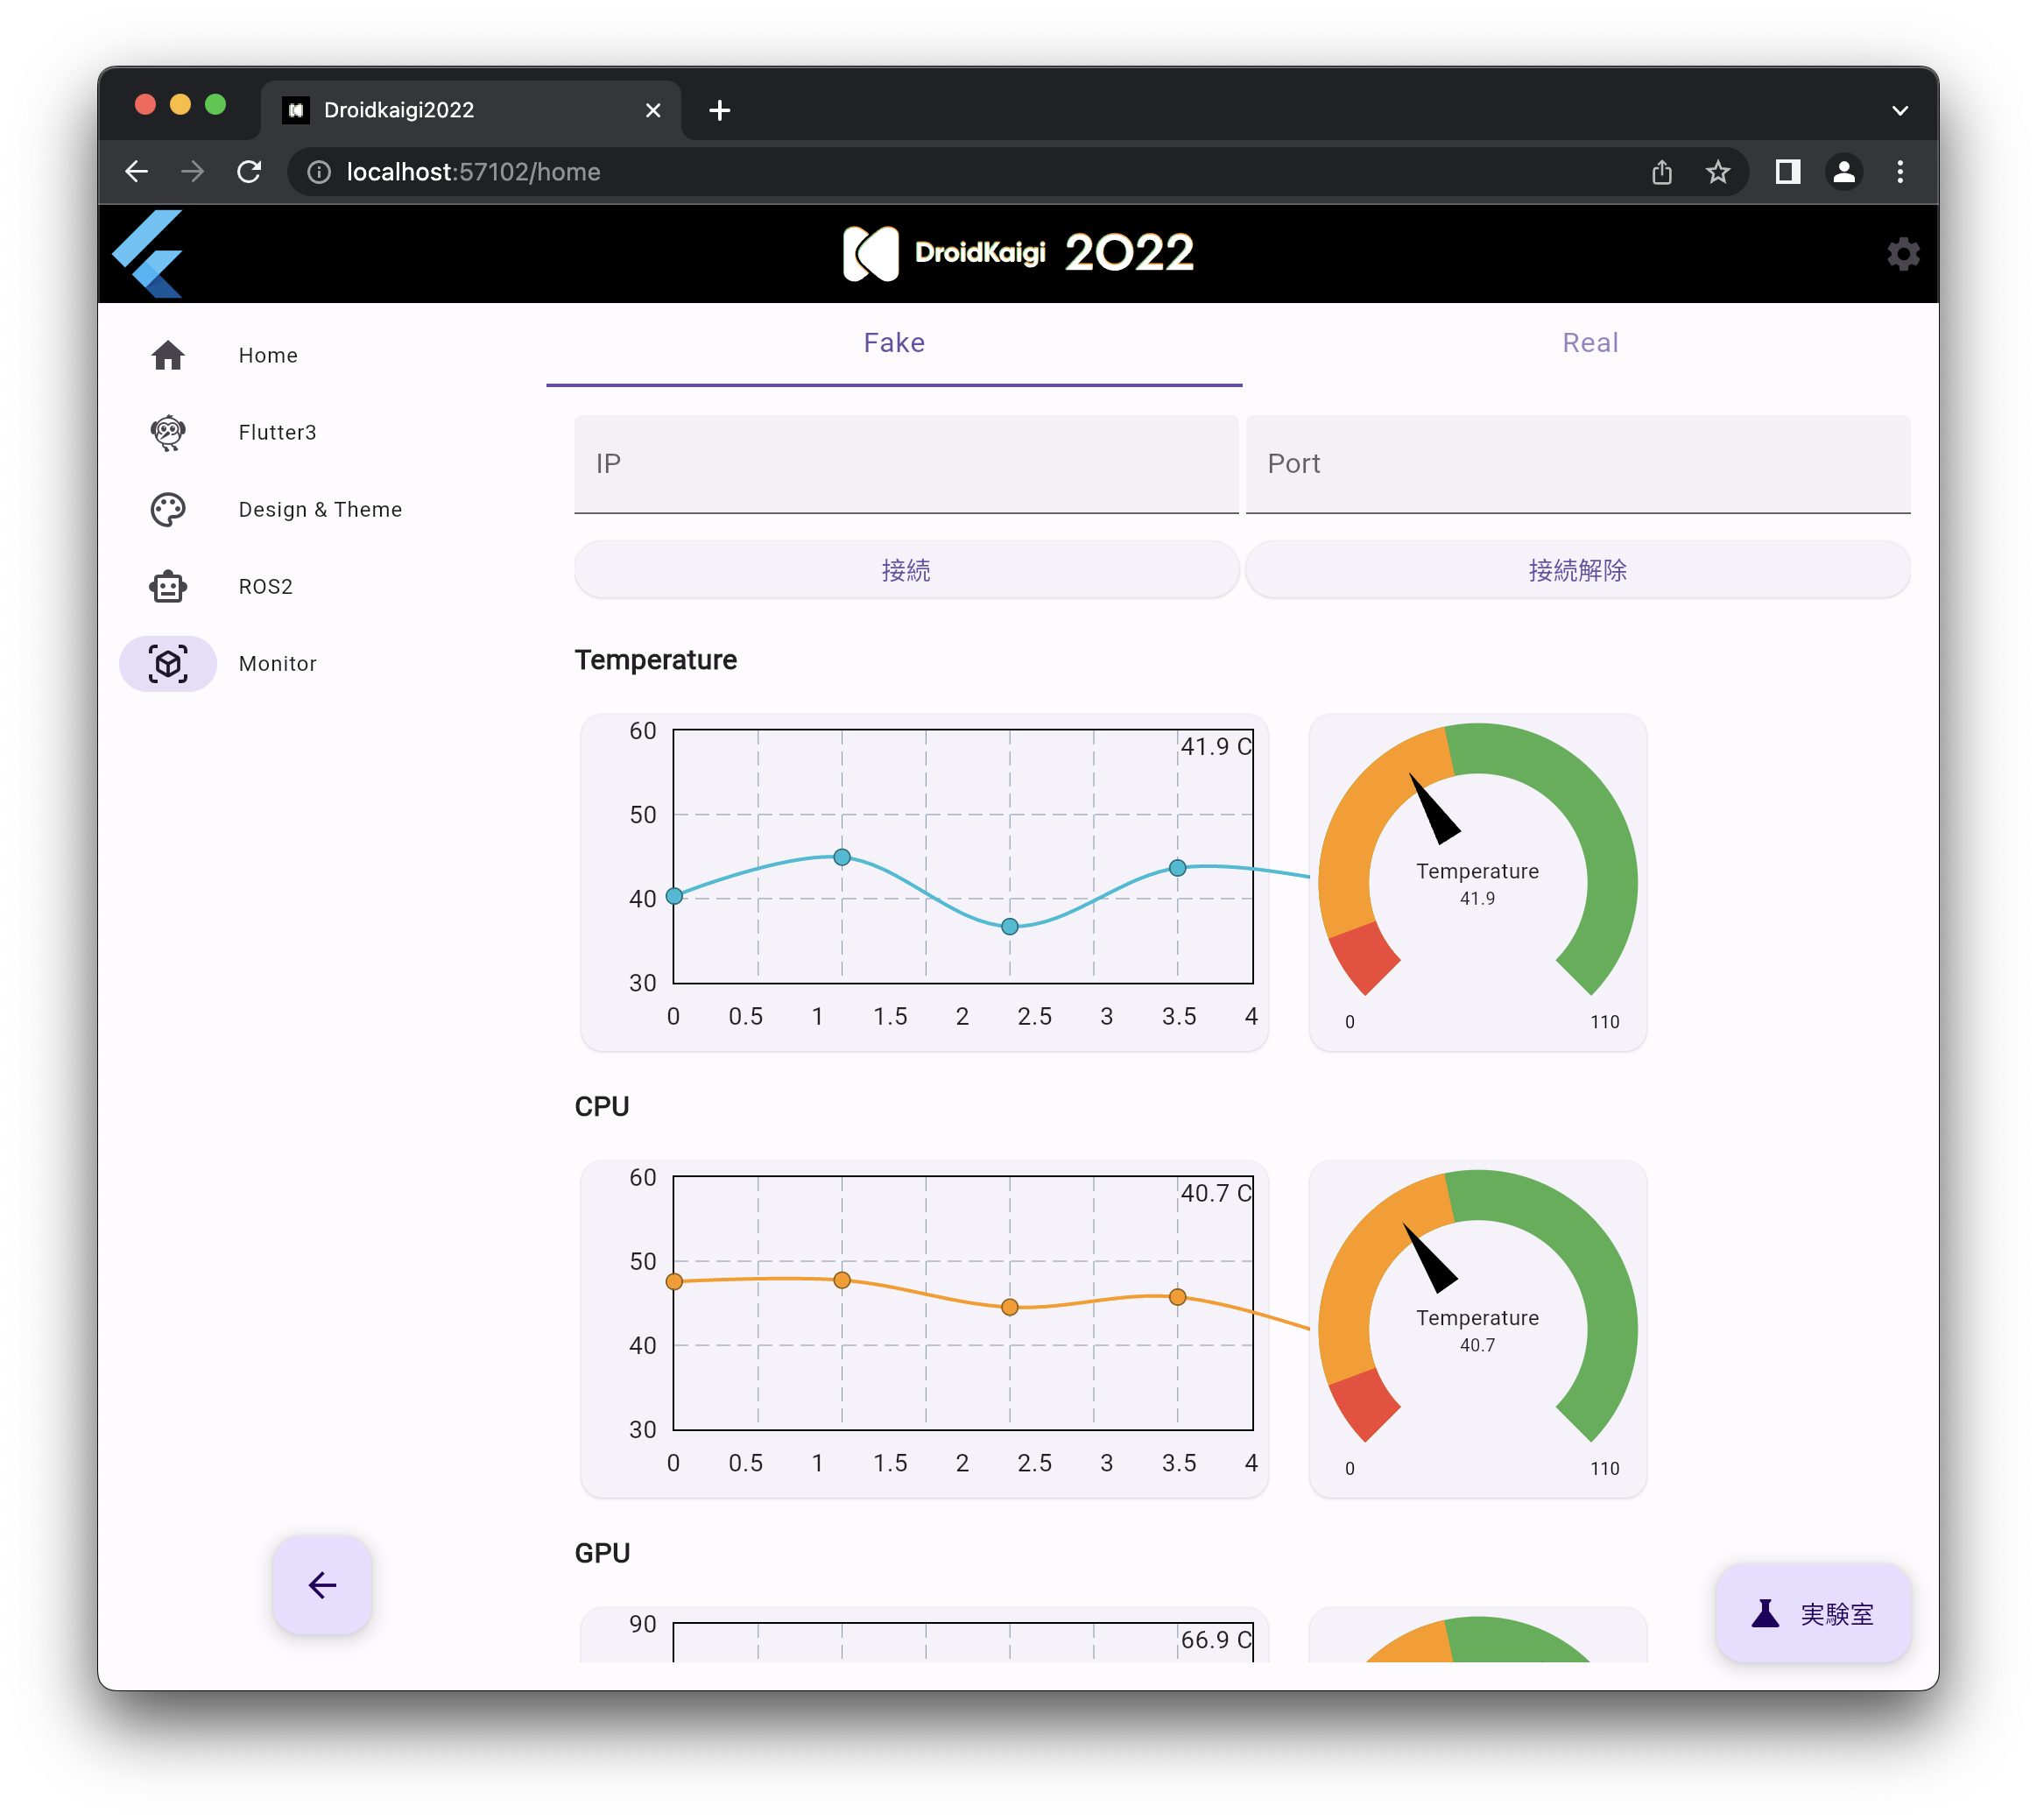 Droidkaigi2022
localhost:57102/home
DroidKaigi 2022
Home
Flutter3
Design & Theme
ROS2
Monitor
Fake
Real
IP
Port
接続
接続解除
Temperature
60
50
40
30
41.9 C
0 0.5 1 1.5 2 2.5 3 3.5 4
Temperature
41.9
0
110
CPU
60
50
40
30
40.7 C
0 0.5 1 1.5 2 2.5 3 3.5 4
Temperature
40.7
0
110
GPU
90
66.9 C
実験室